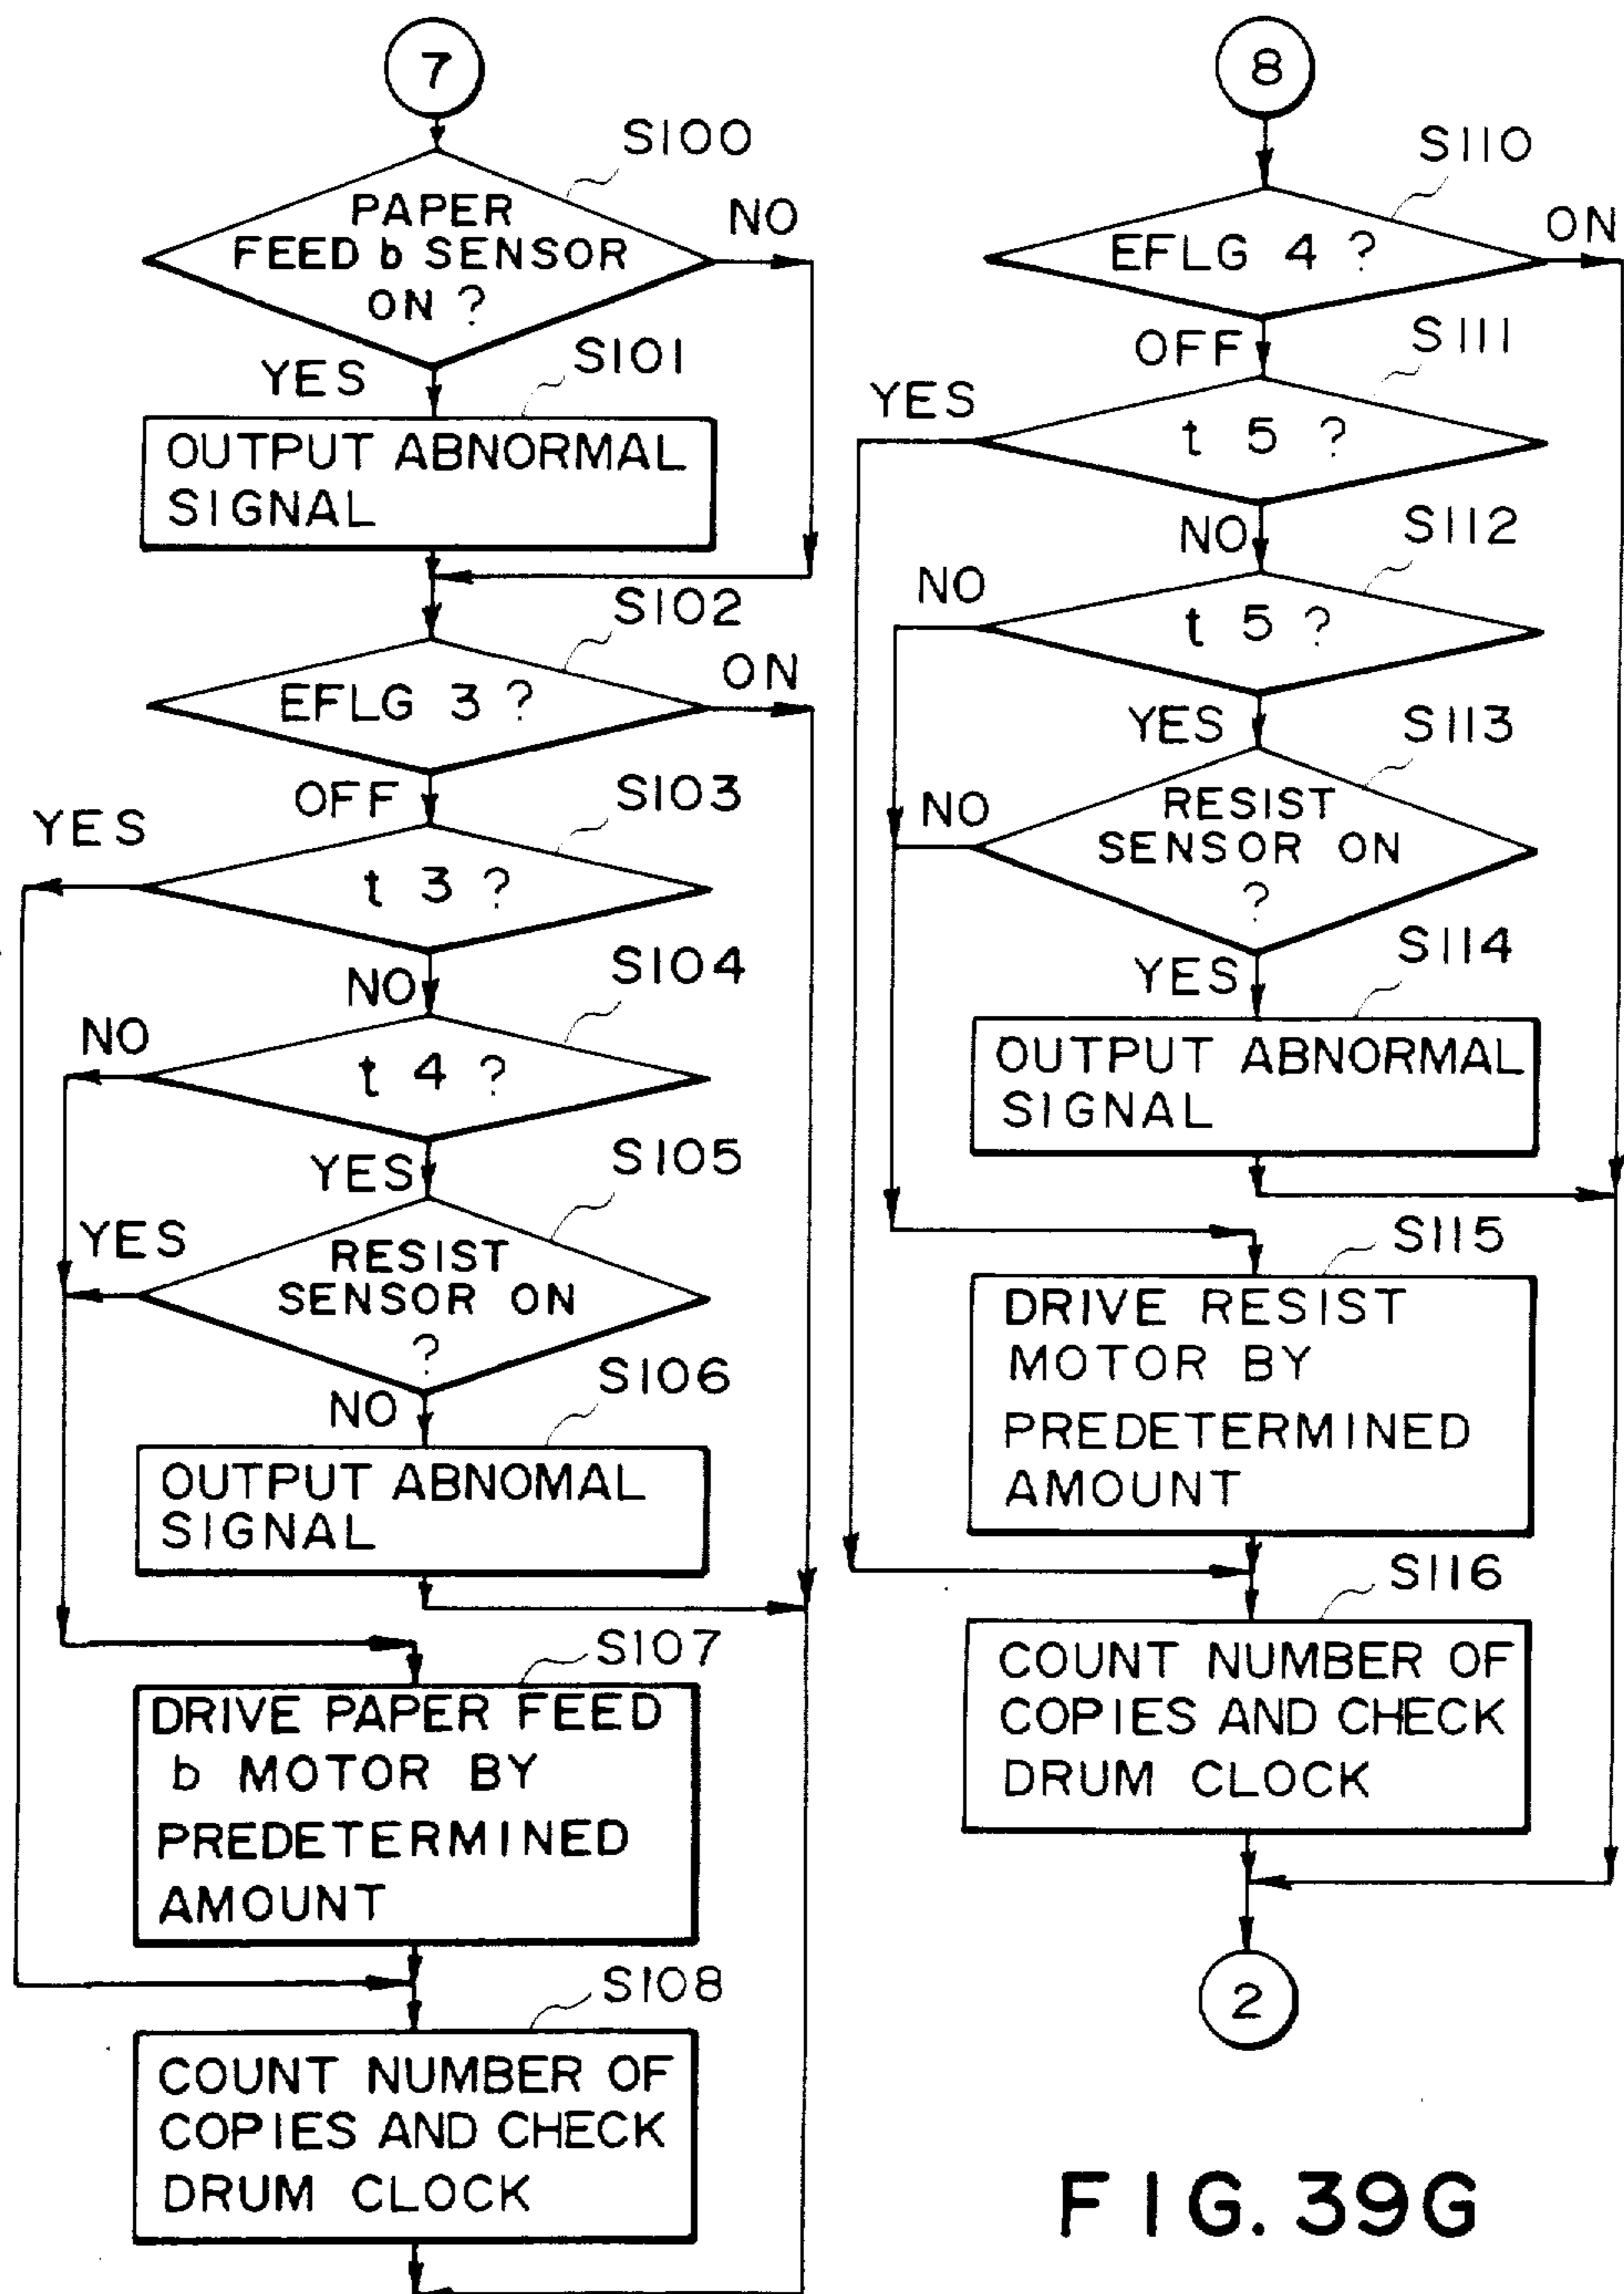 7
S100
PAPER
FEED b SENSOR
ON ?
NO
YES
S101
OUTPUT ABNORMAL
SIGNAL
S102
EFLG 3 ?
ON
OFF
S103
YES
t 3 ?
NO
S104
NO
t 4 ?
YES
S105
YES
RESIST
SENSOR ON
?
NO
S106
OUTPUT ABNOMAL
SIGNAL
S107
DRIVE PAPER FEED
b MOTOR BY
PREDETERMINED
AMOUNT
S108
COUNT NUMBER OF
COPIES AND CHECK
DRUM CLOCK
8
S110
EFLG 4 ?
ON
OFF
S111
YES
t 5 ?
NO
S112
NO
t 5 ?
YES
S113
NO
RESIST
SENSOR ON
?
YES
S114
OUTPUT ABNORMAL
SIGNAL
S115
DRIVE RESIST
MOTOR BY
PREDETERMINED
AMOUNT
S116
COUNT NUMBER OF
COPIES AND CHECK
DRUM CLOCK
2
FIG. 39G